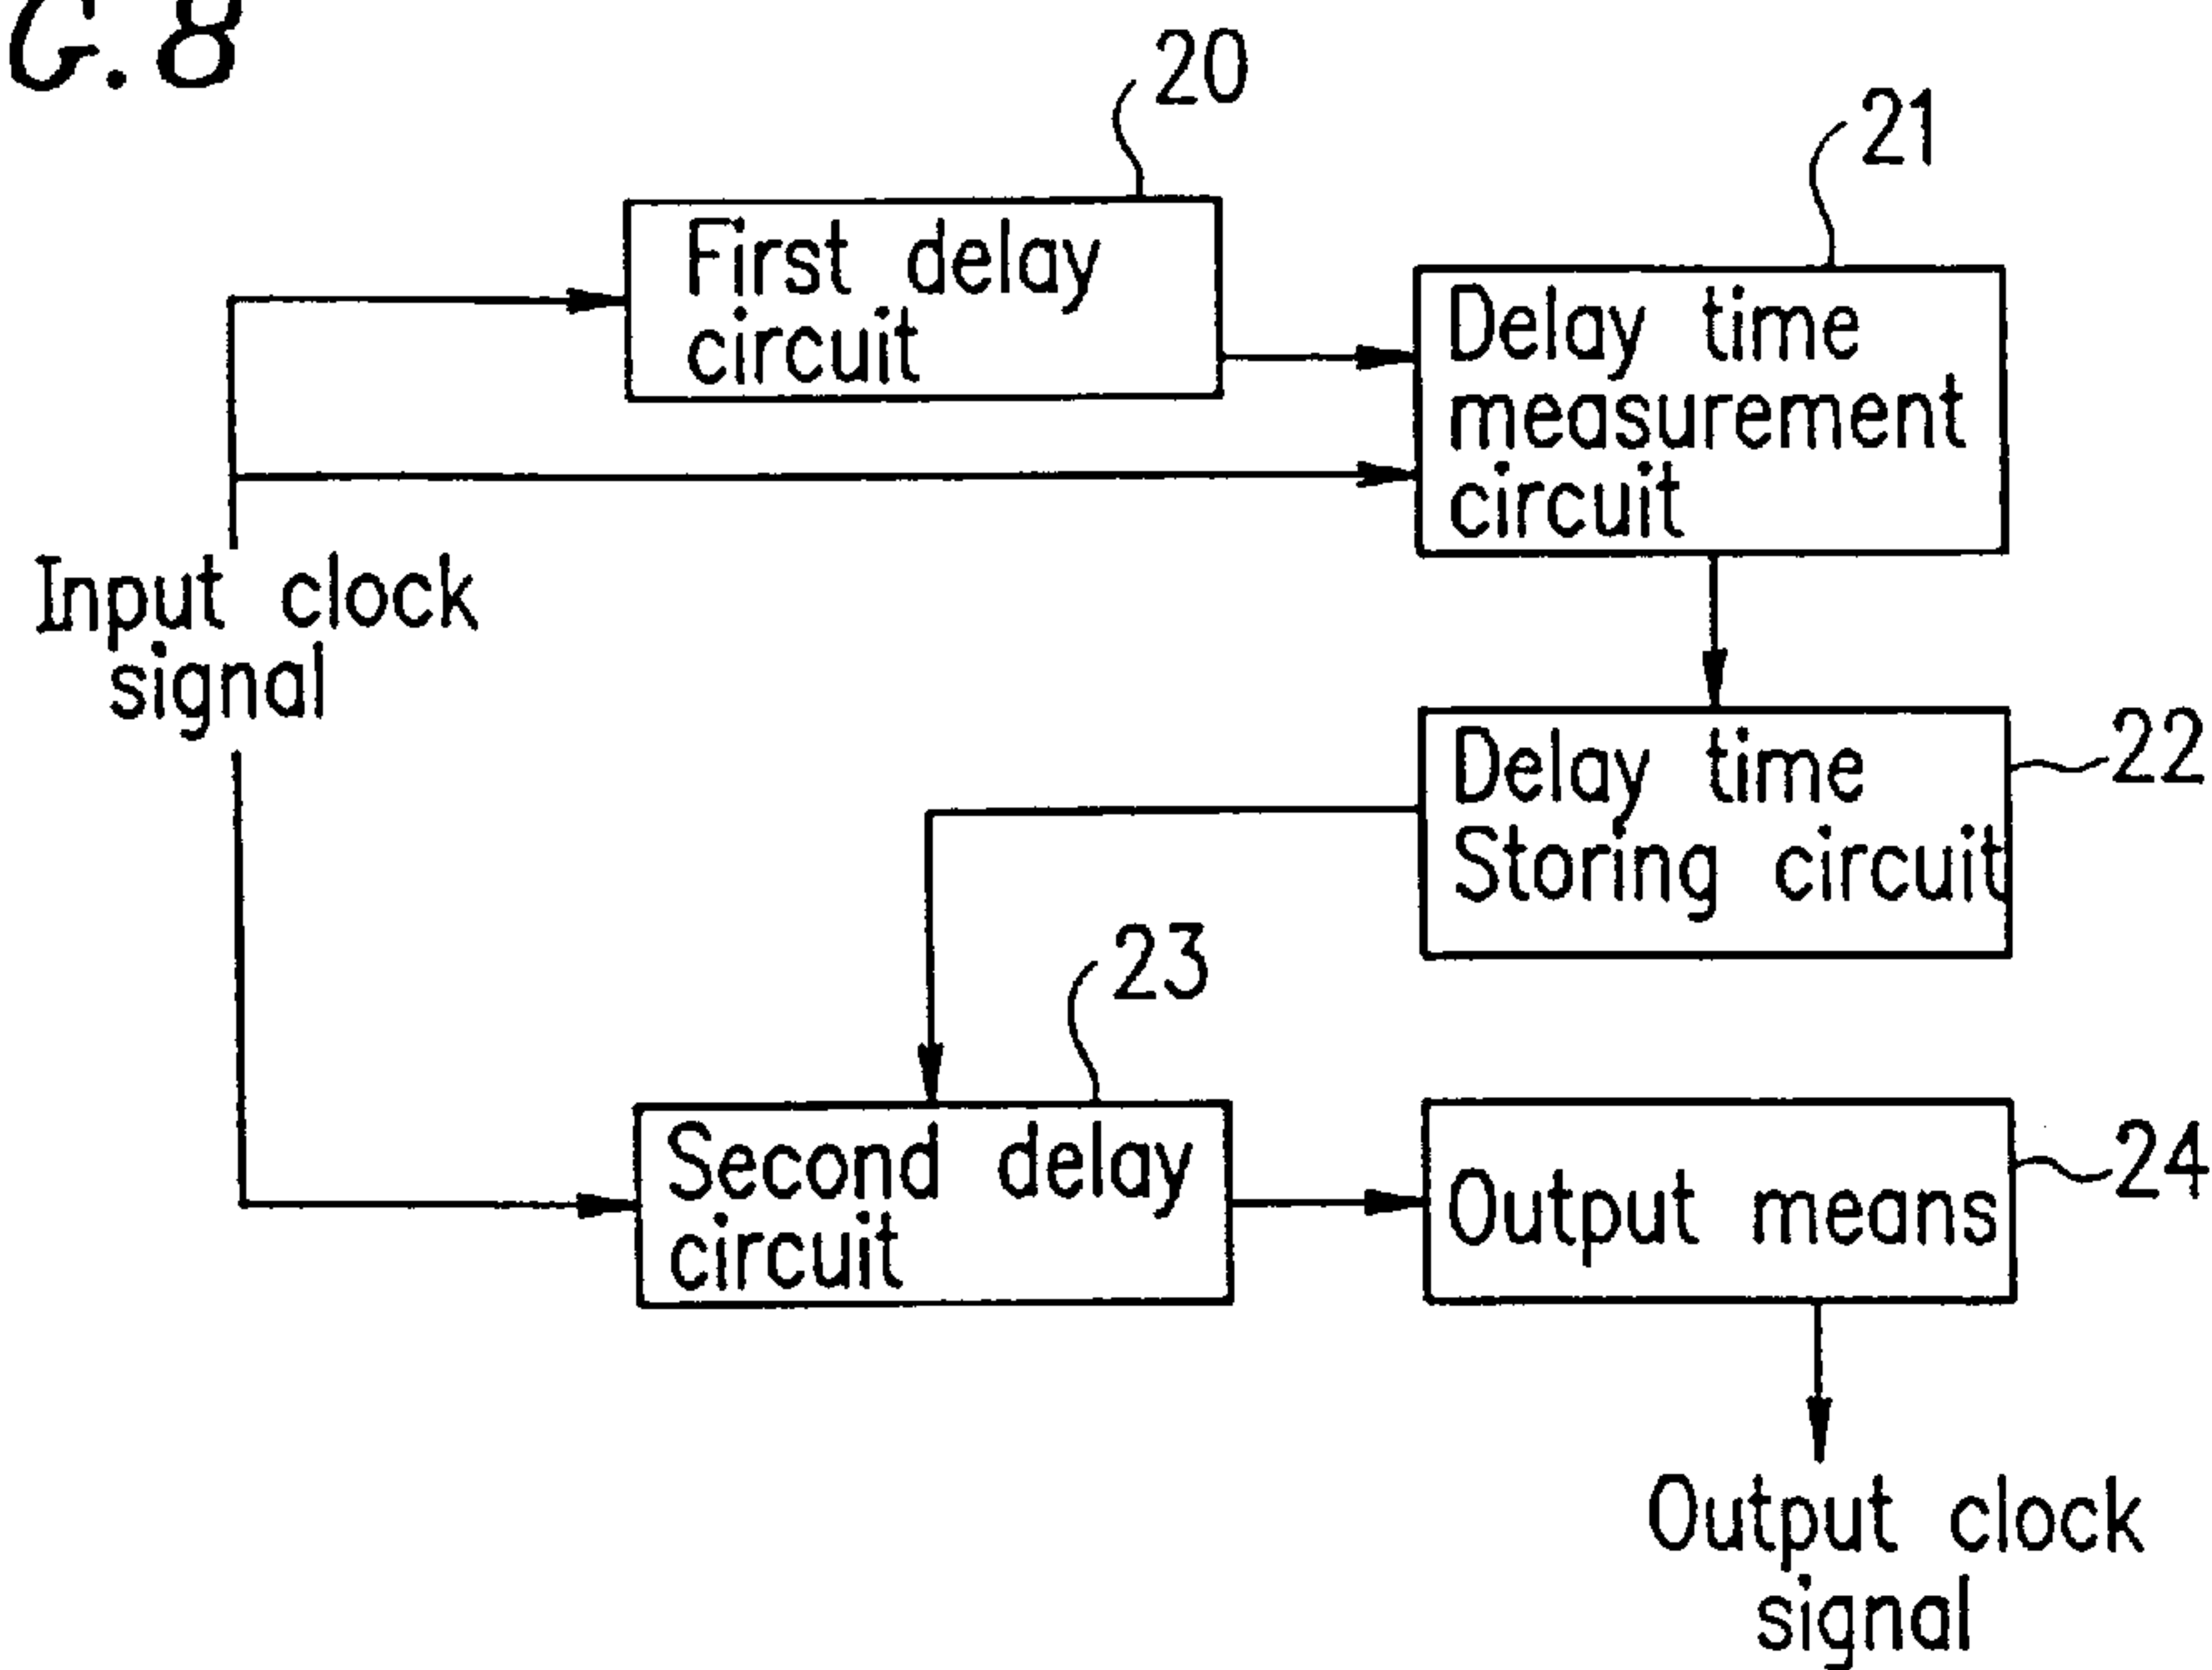 G. 8
20
21
First delay
circuit
Delay time
measurement
circuit
Input clock
signal
22
Delay time
Storing circuit
23
24
Second delay
circuit
Output means
Output clock
signal